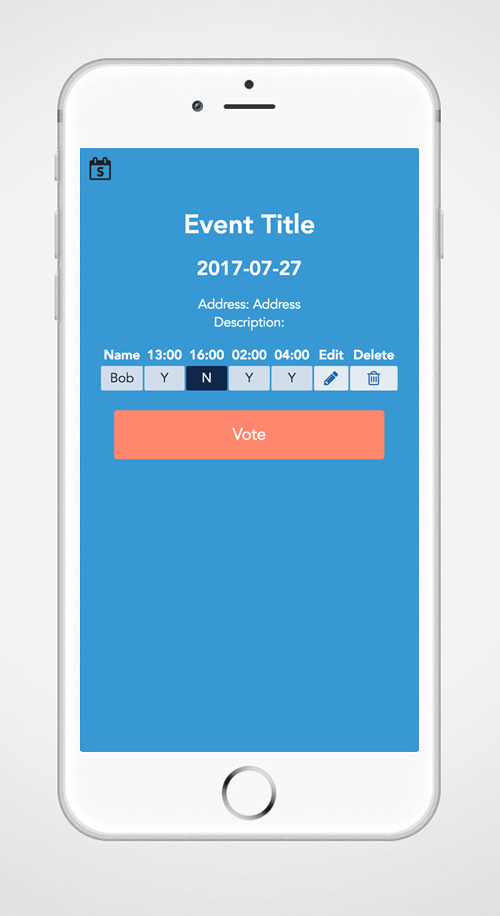 S
Event Title
2017-07-27
Address: Address
Description:
Name 13:00 16:00 02:00 04:00 Edit Delete
Bob Y N Y Y
Vote